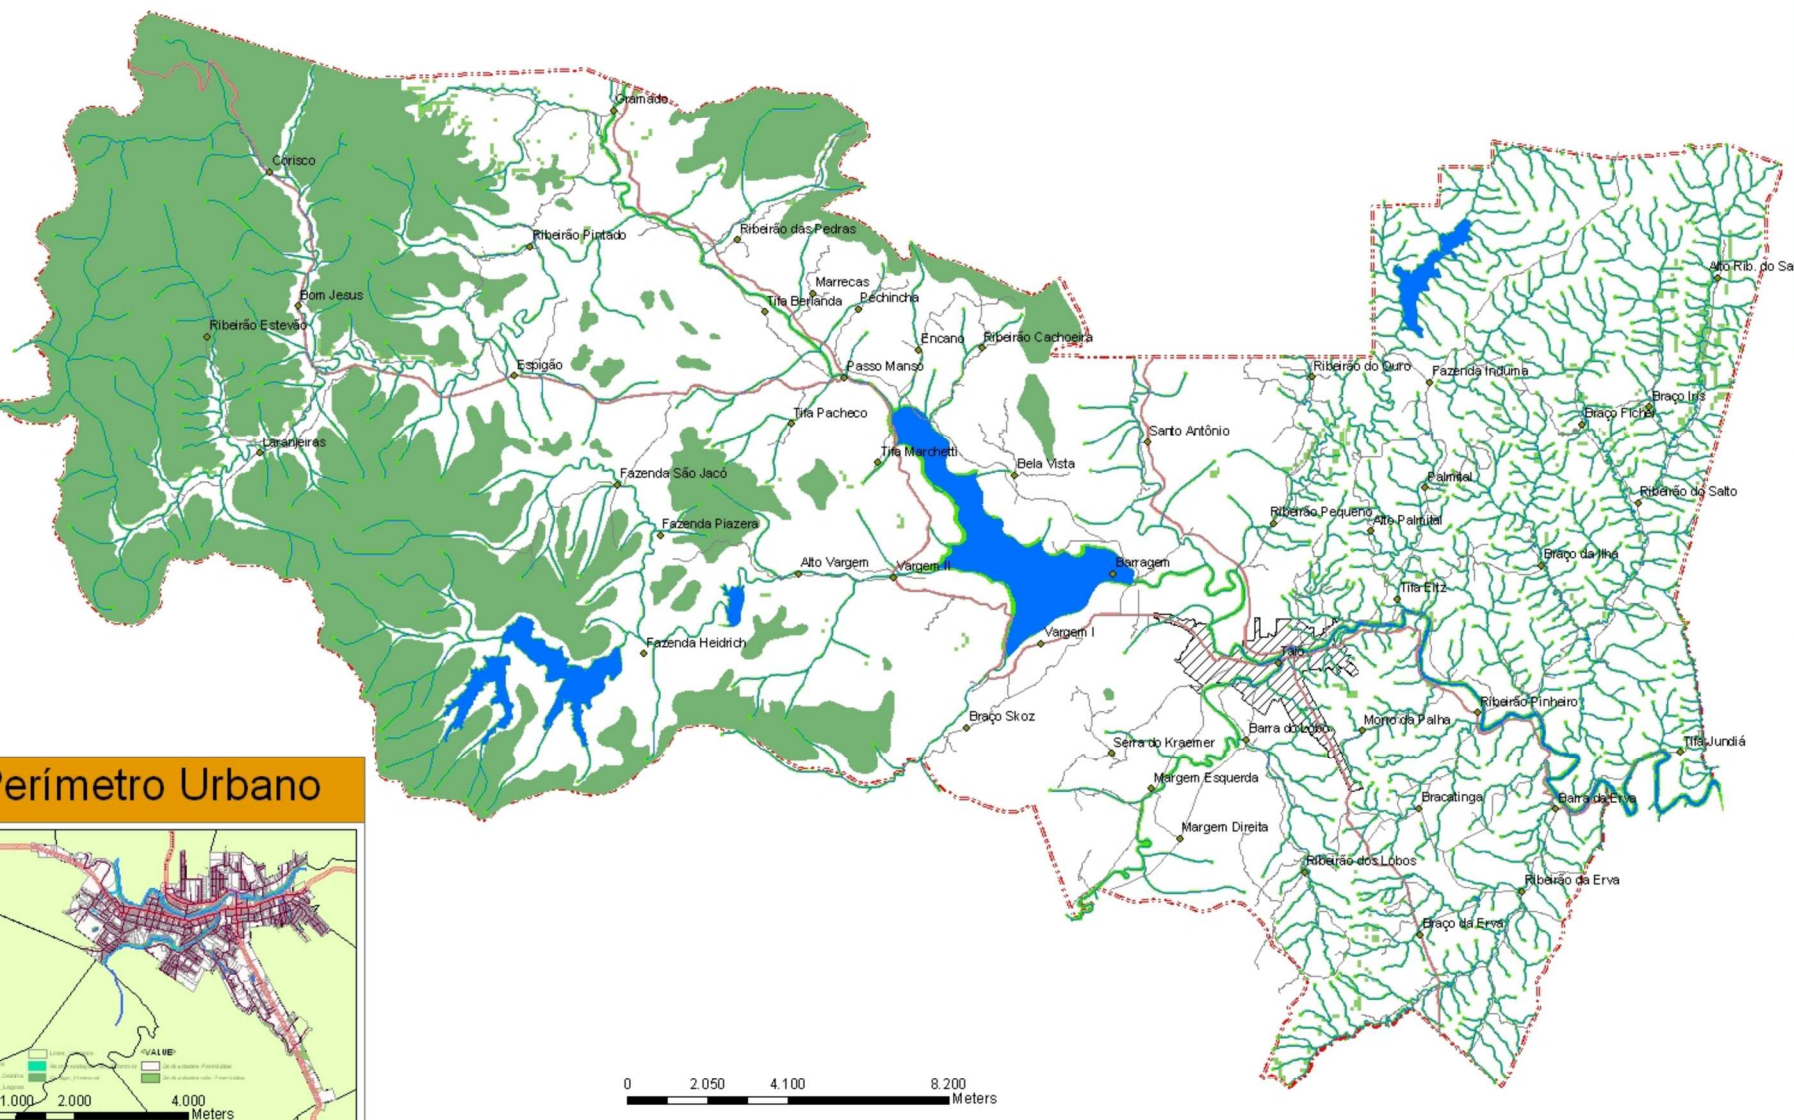 Gramado
Corisco
Ribeirão Pintado
Ribeirão das Pedras
Alto Rib. do Sal
Marrecas
Bom Jesus
Tifa Berlanda
Pechincha
Ribeirão Estevão
Encano
Ribeirão Cachoeira
Espigão
Passo Manso
Ribeirão do Ouro
Fazenda Induma
Braço Iris
Tifa Pacheco
Braço Ficher
Santo Antônio
Laranjeiras
Tifa Marchetti
Bela Vista
Fazenda São Jacó
Palmital
Ribeirão do Salto
Fazenda Piazera
Ribeirão Pequeno
Alto Palmital
Braço da Ilha
Alto Vargem
Vargem II
Barragem
Tifa Eltz
Vargem I
Fazenda Heidrich
Taió
Ribeirão Pinheiro
Braço Skoz
Morro da Palha
Barra do Lobo
Serra do Kraemer
Tifa Jundiá
Margem Esquerda
Bracatinga
Barra da Erva
Margem Direita
Ribeirão dos Lobos
Ribeirão da Erva
Braço da Erva
erímetro Urbano
<VALUE>
1.000 2.000 4.000
Meters
0 2.050 4.100 8.200
Meters